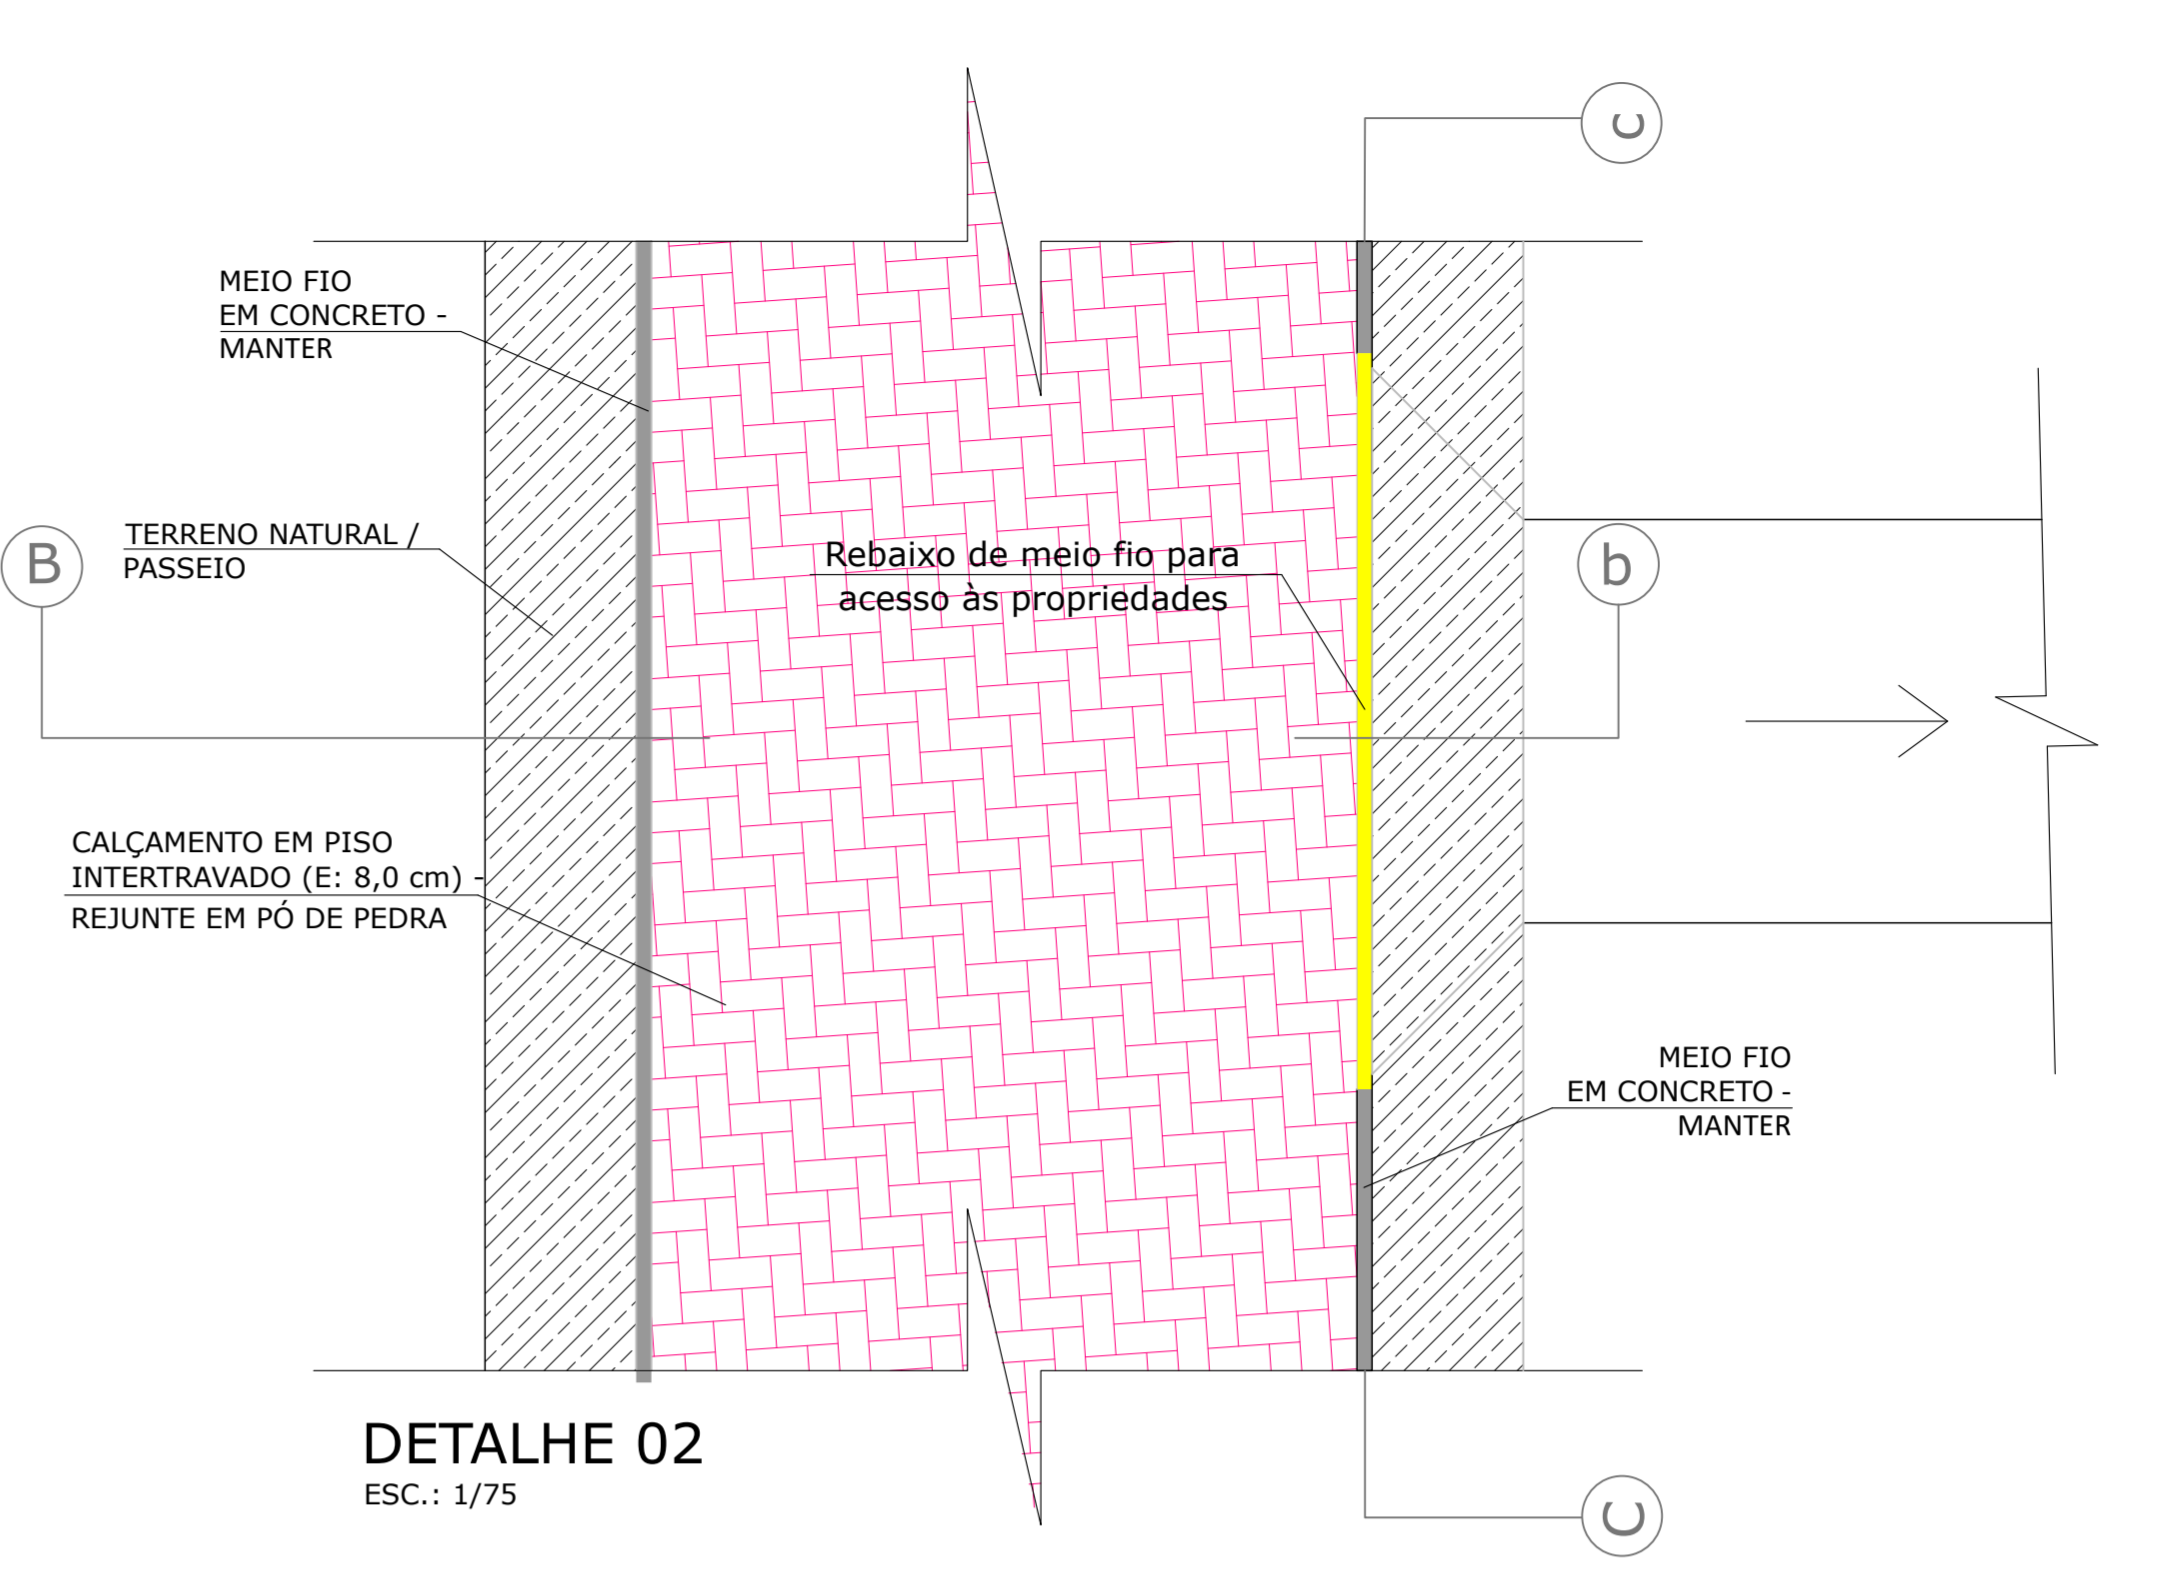 c
MEIO FIO
EM CONCRETO -
MANTER
TERRENO NATURAL /
PASSEIO
B
Rebaixo de meio fio para
acesso às propriedades
b
CALÇAMENTO EM PISO
INTERTRAVADO (E: 8,0 cm) -
REJUNTE EM PÓ DE PEDRA
MEIO FIO
EM CONCRETO -
MANTER
DETALHE 02
ESC.: 1/75
C